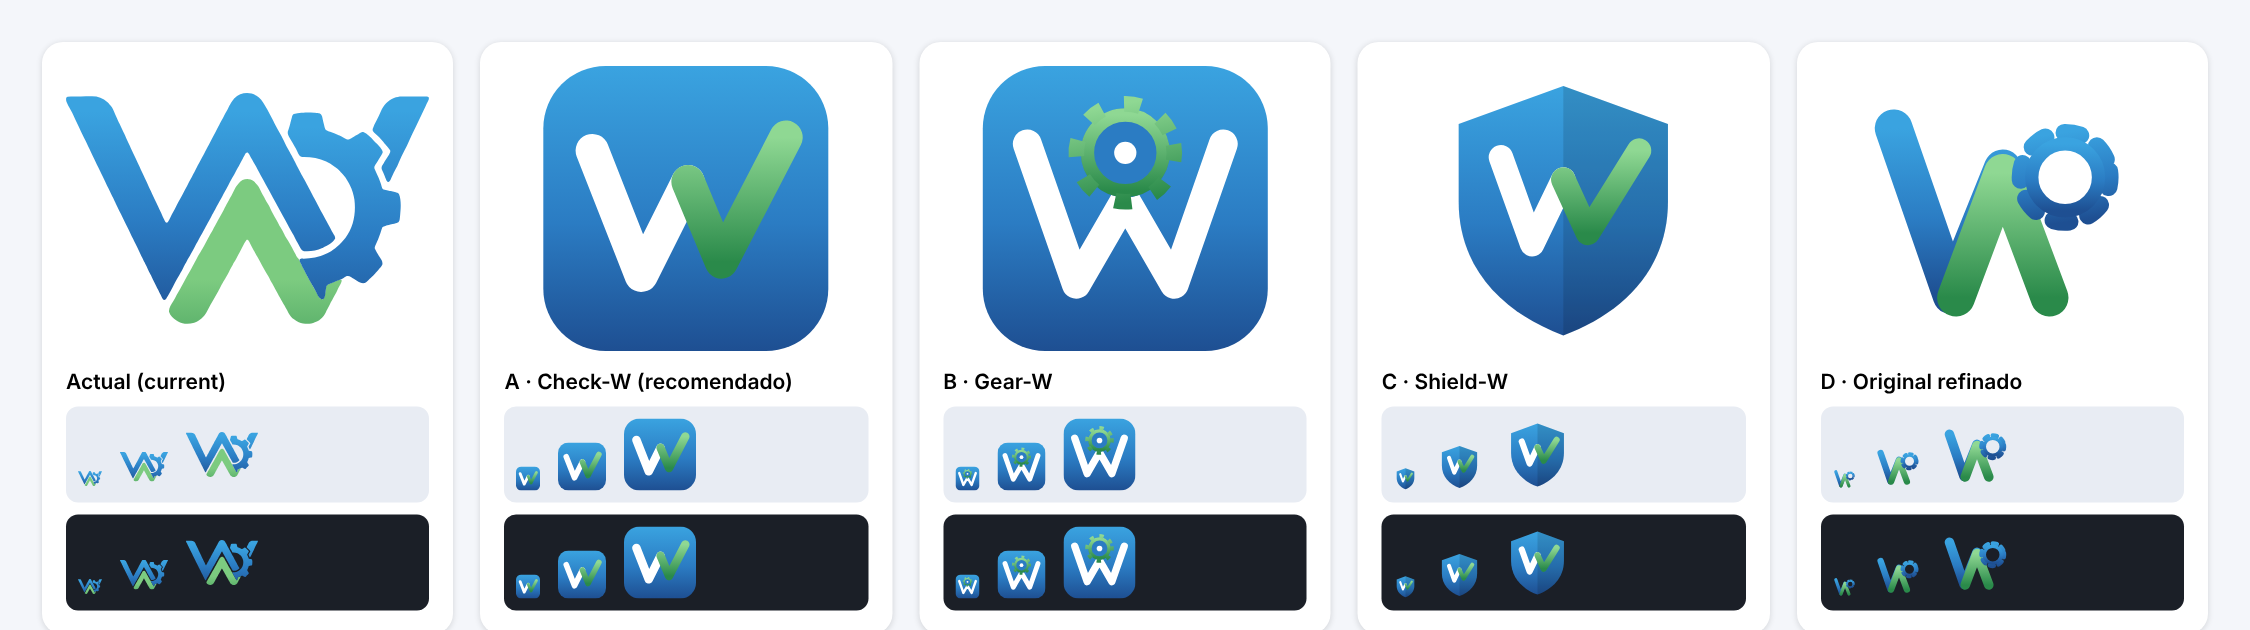 Actual (current)
A · Check-W (recomendado)
B · Gear-W
C · Shield-W
D · Original refinado